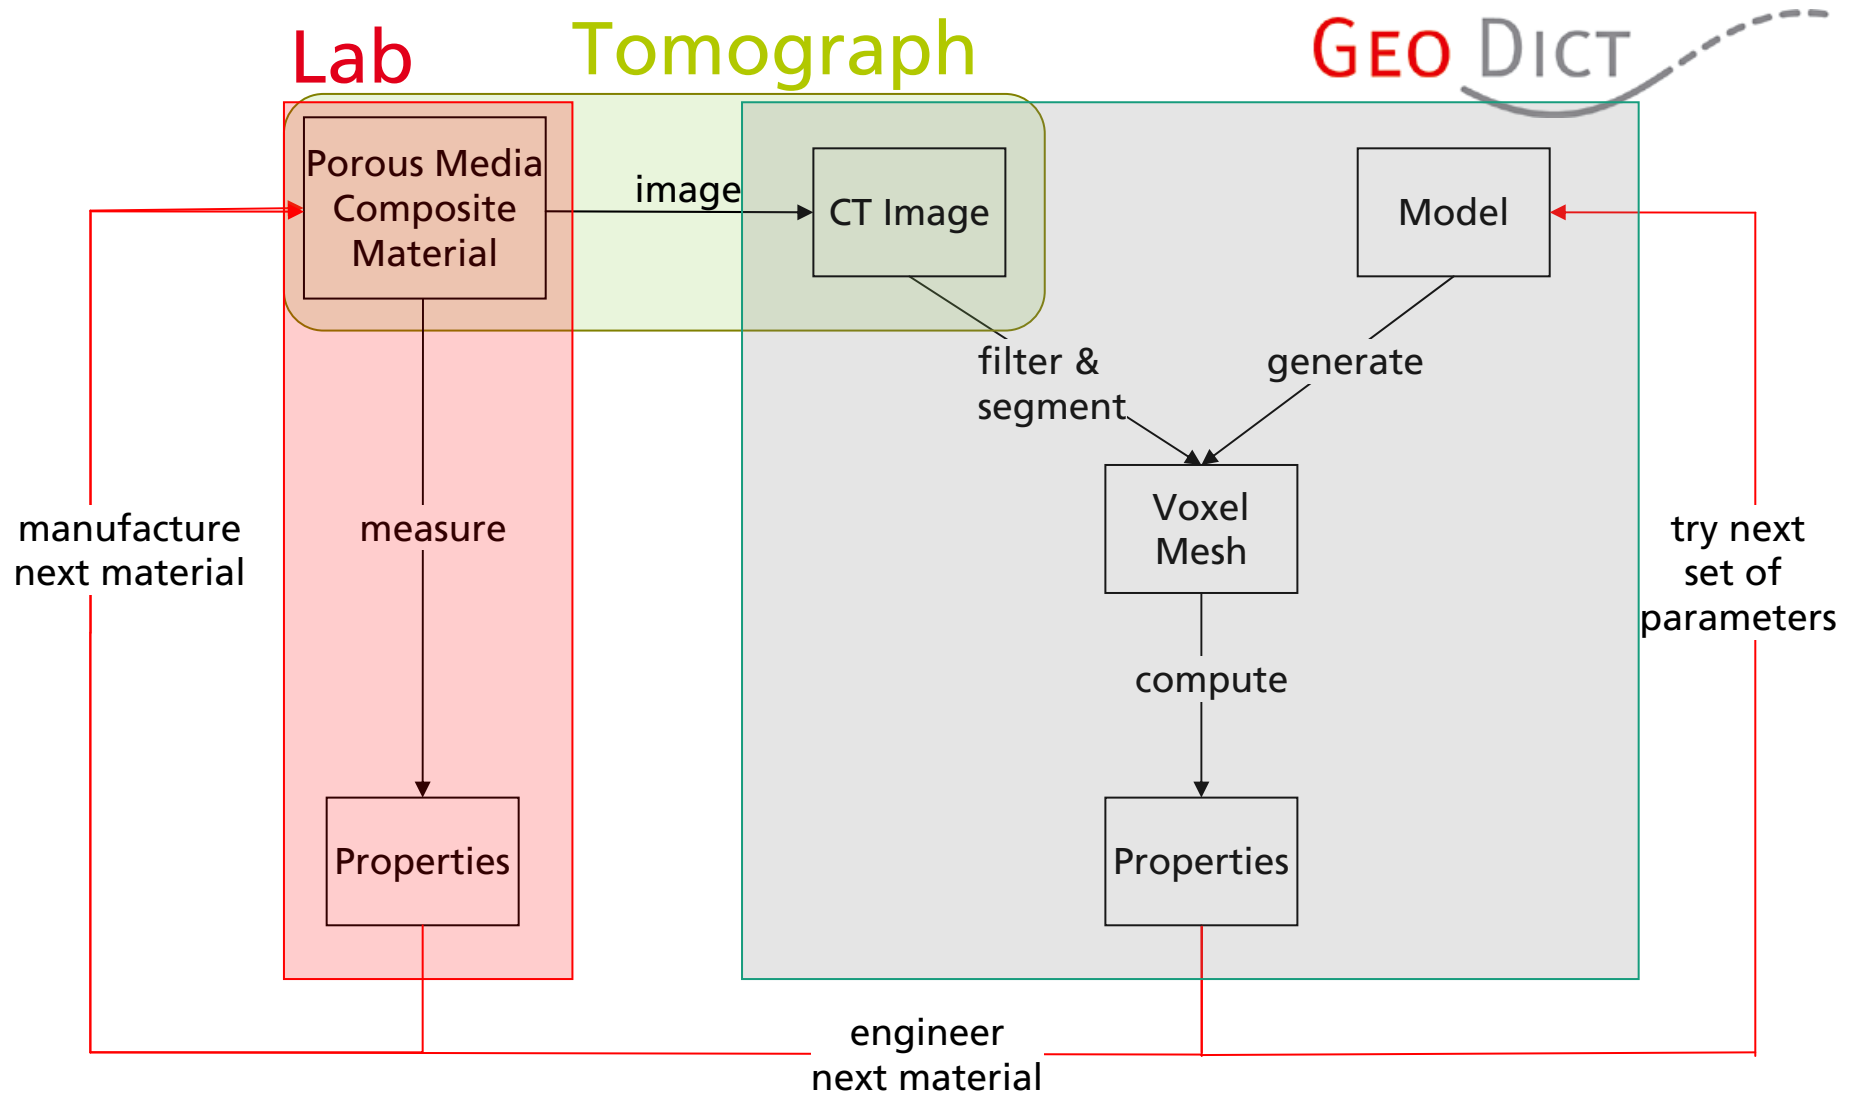 Lab
Tomograph
GEO DICT
Porous Media
Composite
Material
image
CT Image
Model
filter &
segment
generate
Voxel
Mesh
manufacture
next material
measure
try next
set of
parameters
compute
Properties
Properties
engineer
next material